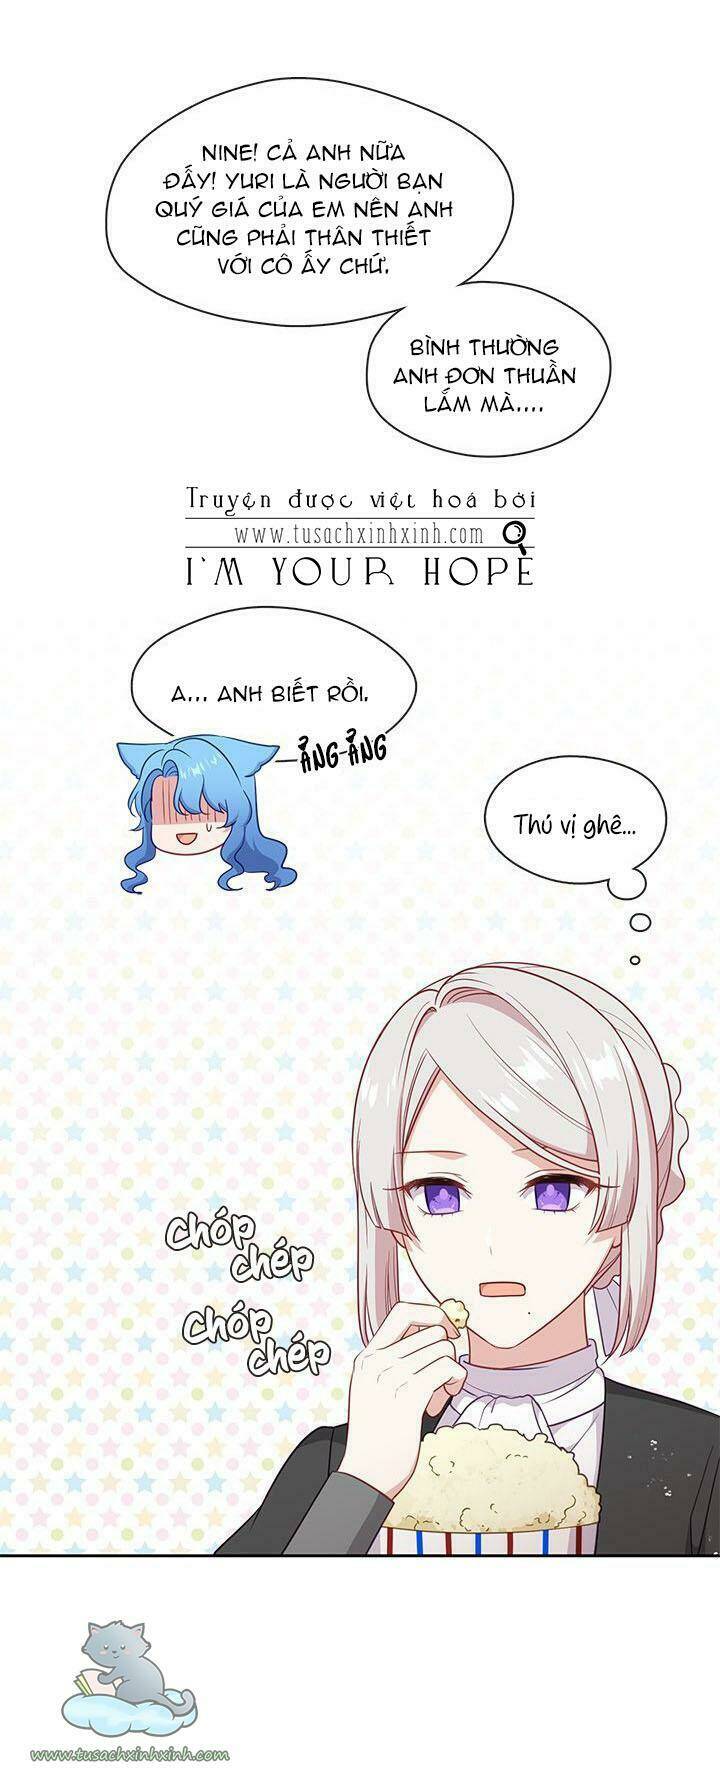 NINE! CẢ ANH NỮA
ĐẤY! YURI LÀ NGƯỜI BẠN
QUÝ GIÁ CỦA EM NÊN ANH
CŨNG PHẢI THÂN THIẾT
VỚI CÔ ẤY CHỨ.
BÌNH THƯỜNG
ANH ĐƠN THUẦN
LẮM MÀ....
Truyện được việt hoá bởi
www.tusachxinhxinh.com
I'M YOUR HOPE
A... ANH BIẾT RỒI.
ẲNG-ẲNG
Thú vị ghê...
Chóp
chép
Chóp
chép
www.tusachxinhxinh.com